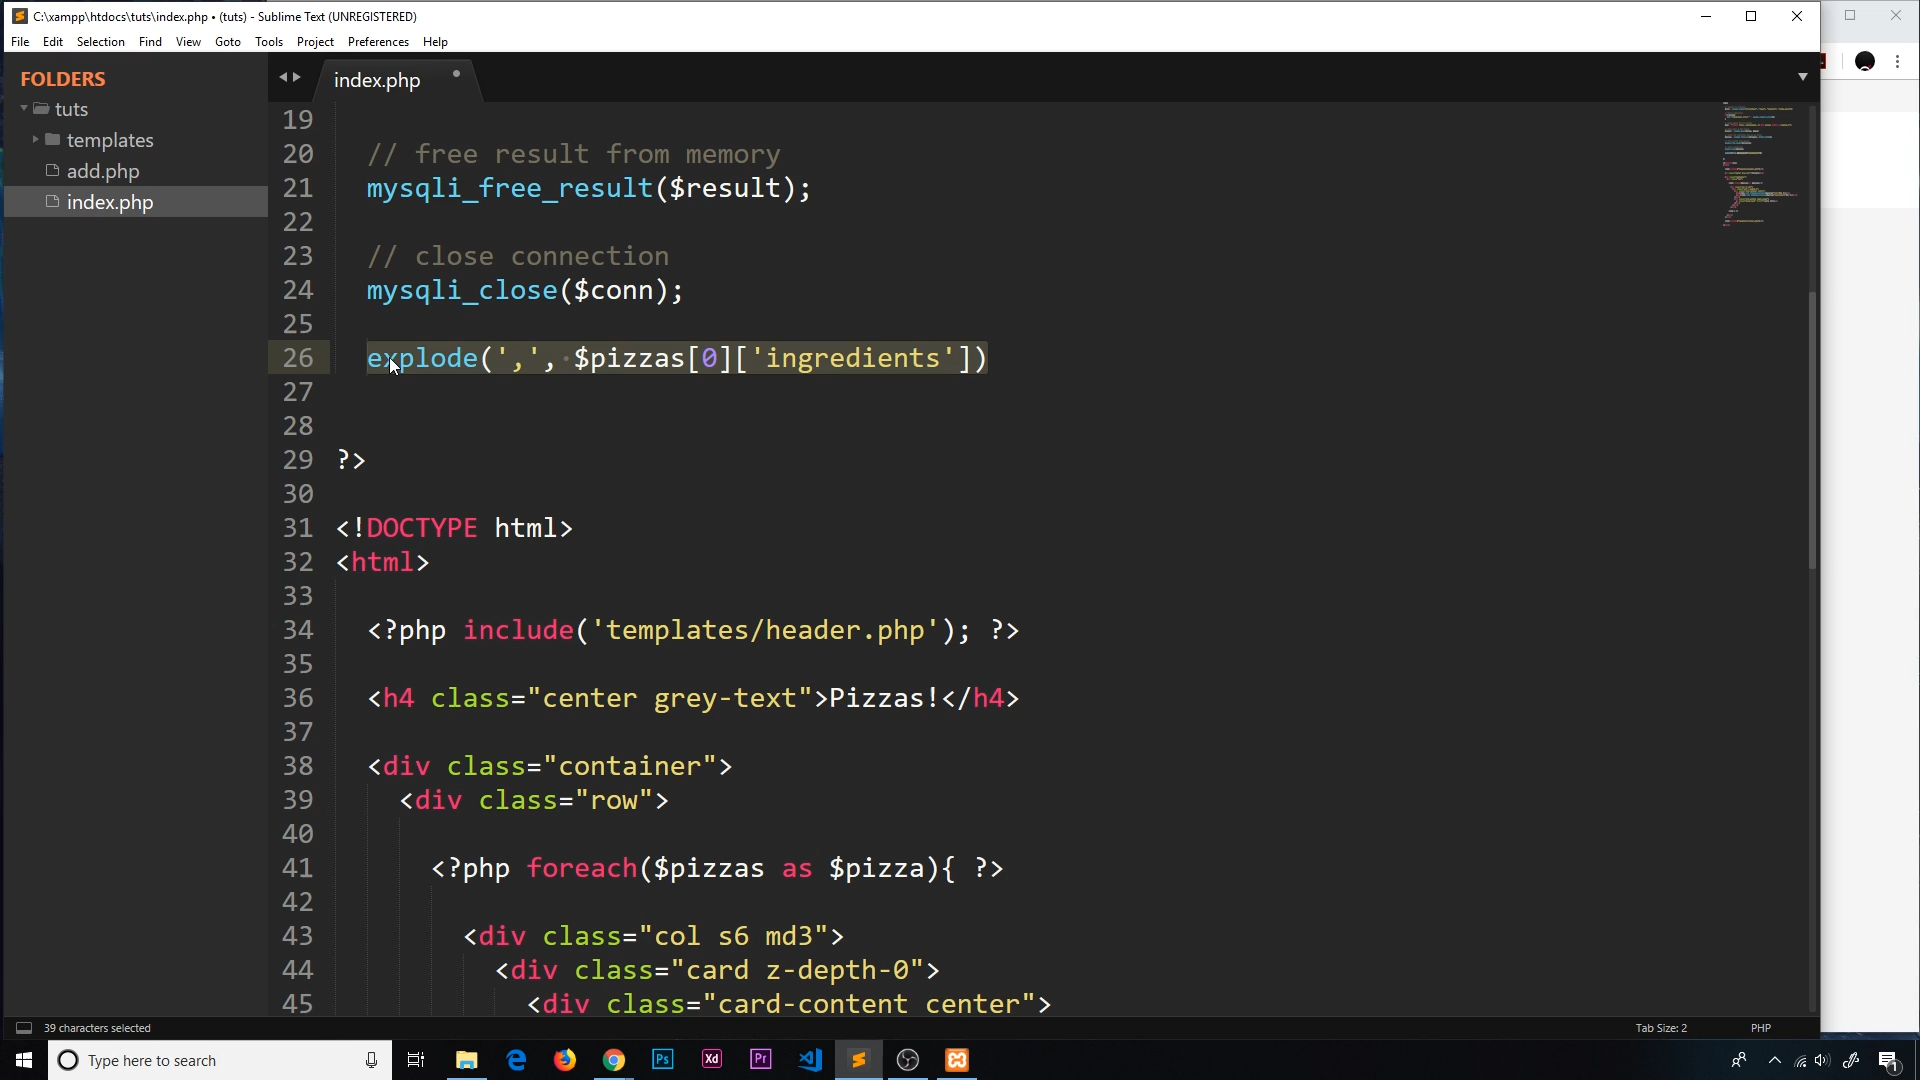 C:\xampp\htdocs\tuts\index.php • (tuts) - Sublime Text (UNREGISTERED)
File Edit Selection Find View Goto Tools Project Preferences Help
FOLDERS
tuts
templates
add.php
index.php
index.php
19
20 // free result from memory
21 mysqli_free_result($result);
22
23 // close connection
24 mysqli_close($conn);
25
26 explode(',', $pizzas[0]['ingredients'])
27
28
29 ?>
30
31 <!DOCTYPE html>
32 <html>
33
34 <?php include('templates/header.php'); ?>
35
36 <h4 class="center grey-text">Pizzas!</h4>
37
38 <div class="container">
39 <div class="row">
40
41 <?php foreach($pizzas as $pizza){ ?>
42
43 <div class="col s6 md3">
44 <div class="card z-depth-0">
45 <div class="card-content center">
39 characters selected
Tab Size: 2 PHP
Type here to search
Ps
Xd
Pr
1